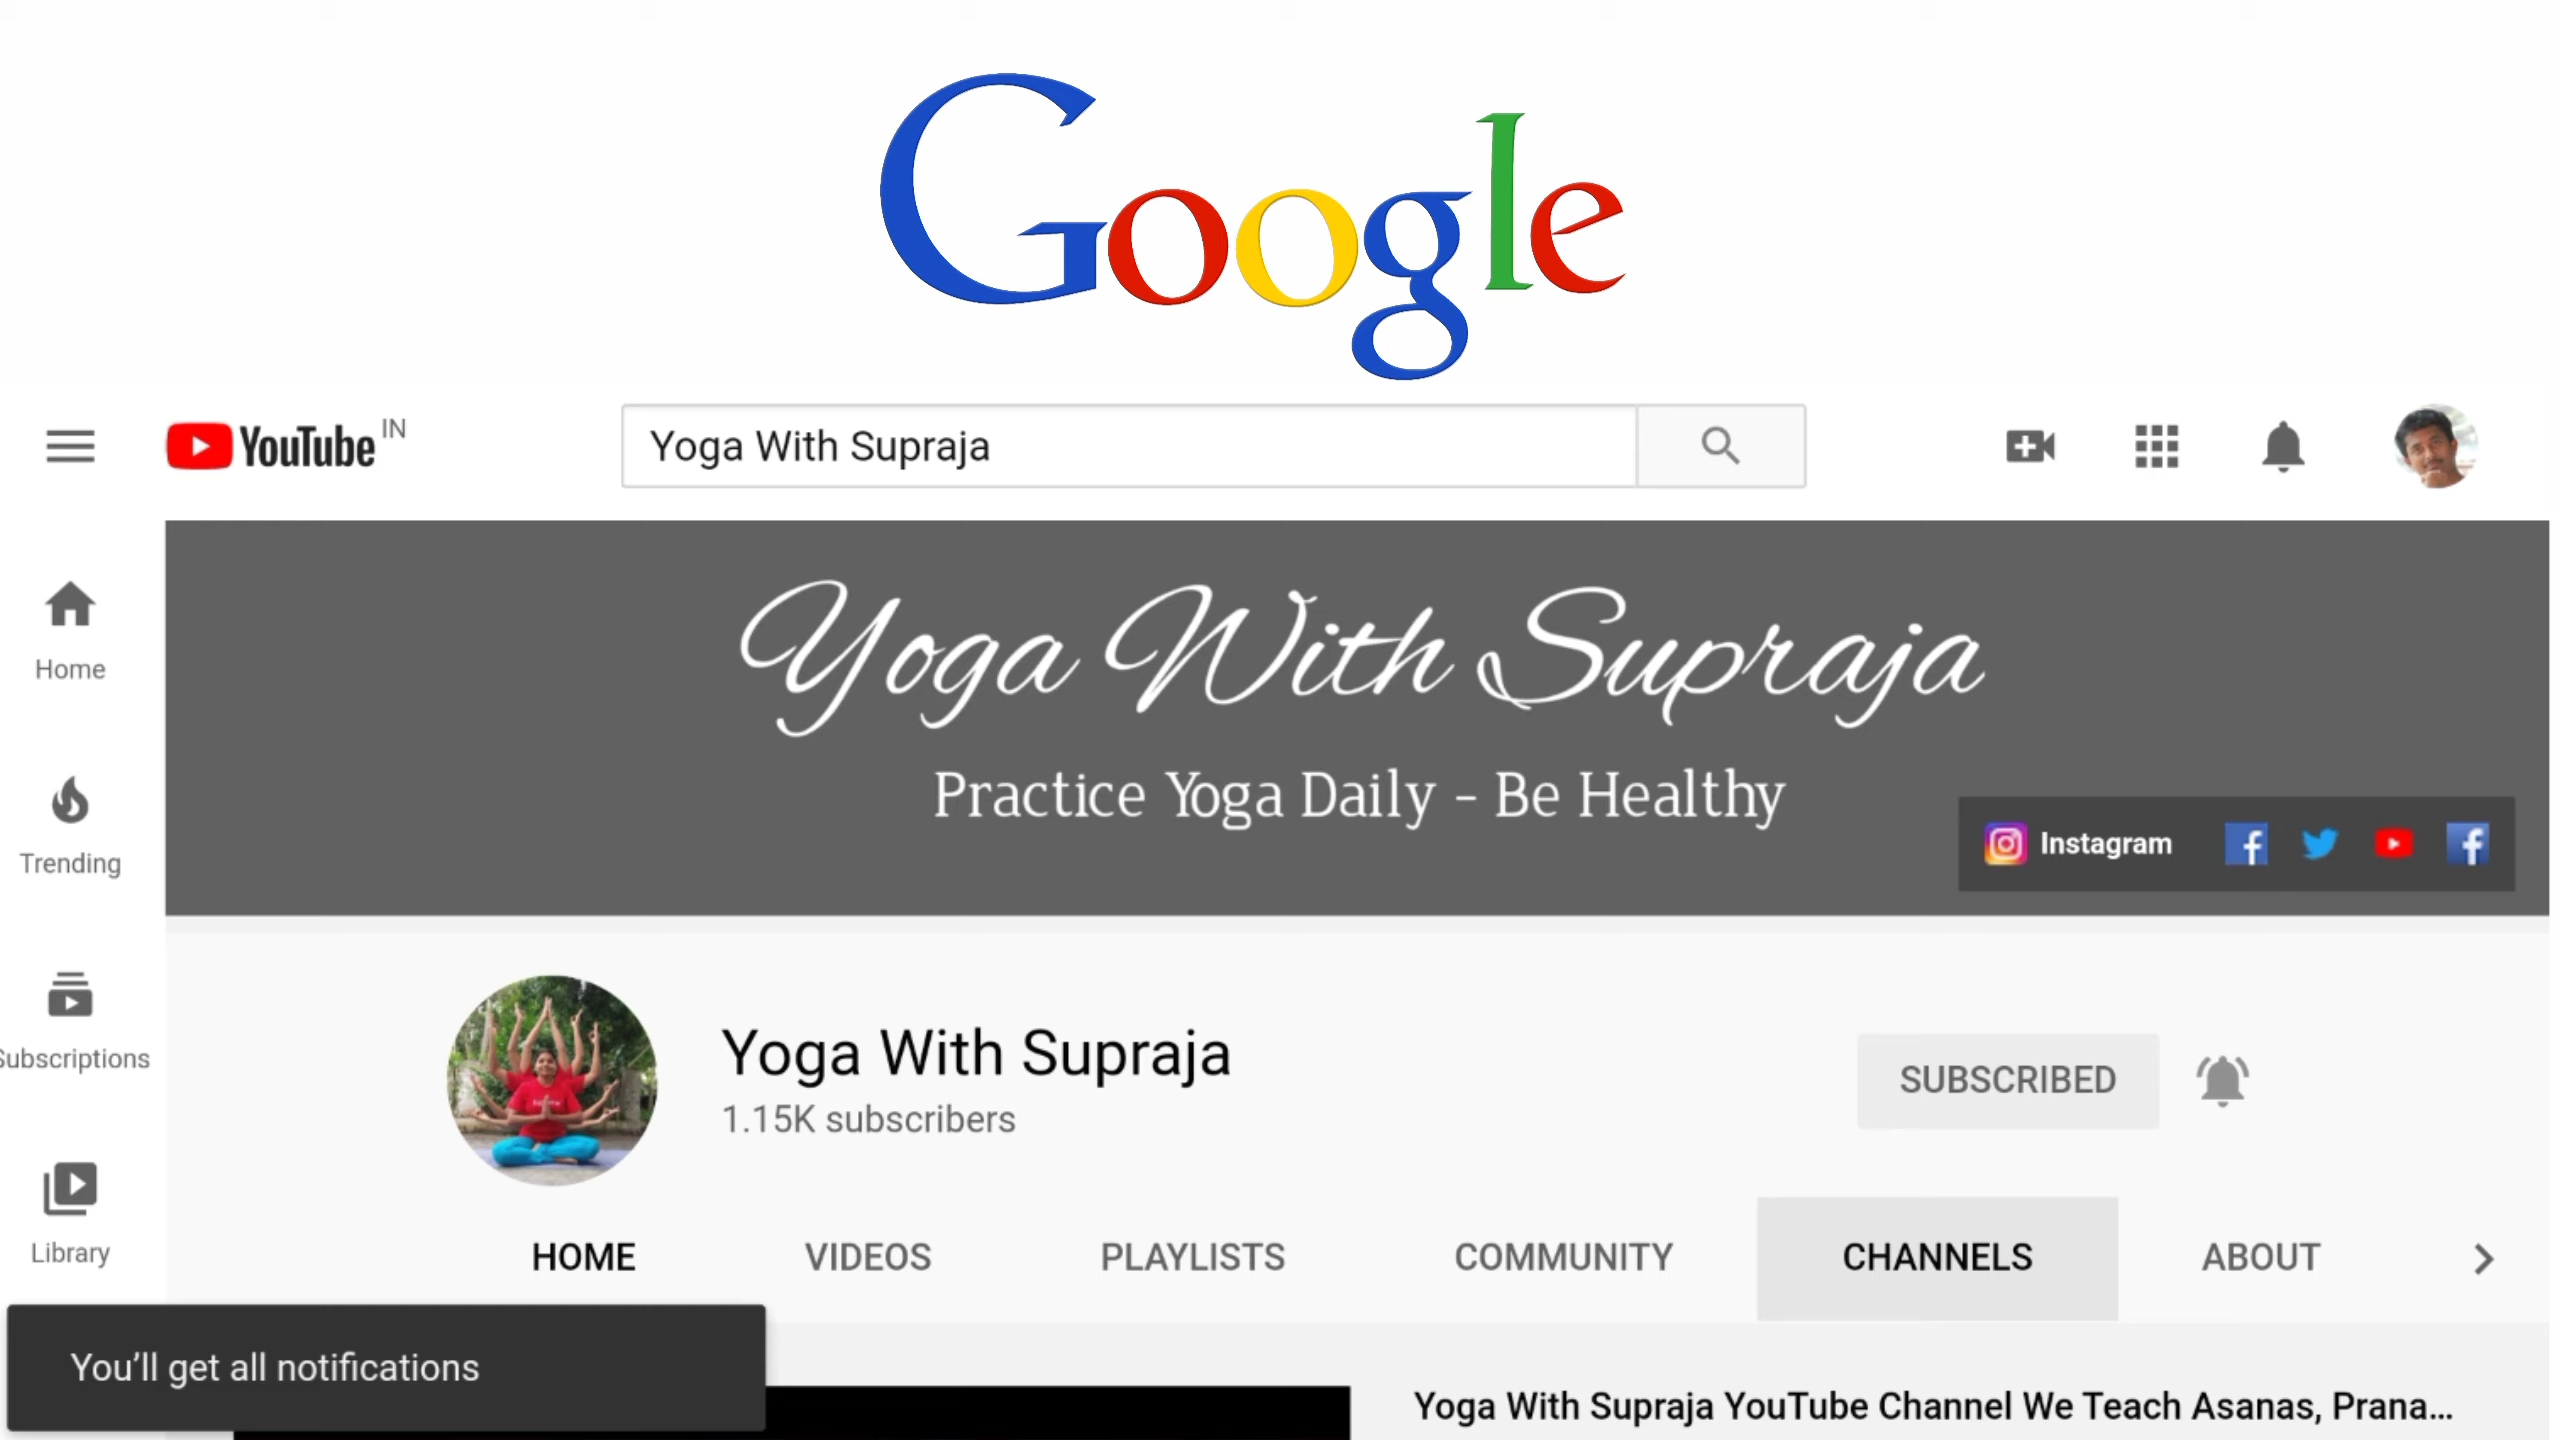 Google
YouTube IN
Yoga With Supraja
Yoga With Supraja
Practice Yoga Daily - Be Healthy
Instagram
Home
Trending
Subscriptions
Library
Yoga With Supraja
1.15K subscribers
SUBSCRIBED
HOME VIDEOS PLAYLISTS COMMUNITY CHANNELS ABOUT
You'll get all notifications
Yoga With Supraja YouTube Channel We Teach Asanas, Prana...